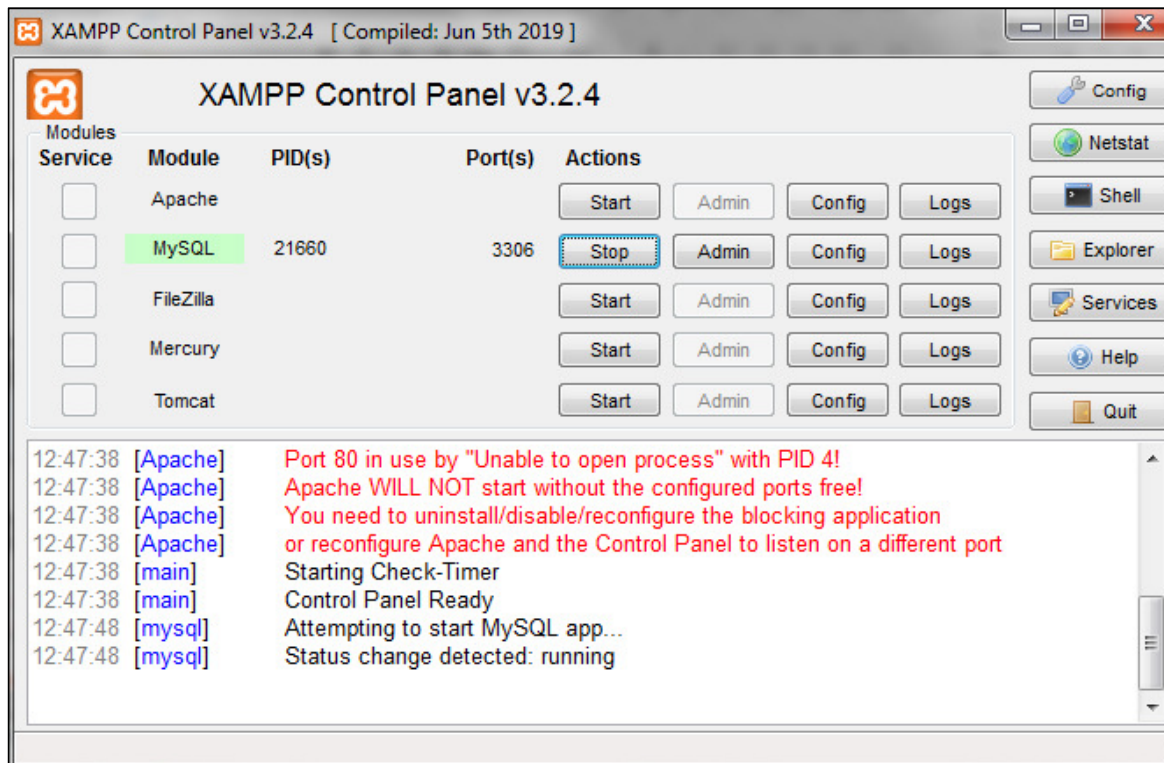 XAMPP Control Panel v3.2.4 [ Compiled: Jun 5th 2019 ]
XAMPP Control Panel v3.2.4
Config
Modules
Service Module PID(s) Port(s) Actions
Netstat
Apache Start Admin Config Logs
Shell
MySQL 21660 3306 Stop Admin Config Logs
Explorer
FileZilla Start Admin Config Logs
Services
Mercury Start Admin Config Logs
Help
Tomcat Start Admin Config Logs
Quit
12:47:38 [Apache] Port 80 in use by "Unable to open process" with PID 4!
12:47:38 [Apache] Apache WILL NOT start without the configured ports free!
12:47:38 [Apache] You need to uninstall/disable/reconfigure the blocking application
12:47:38 [Apache] or reconfigure Apache and the Control Panel to listen on a different port
12:47:38 [main] Starting Check-Timer
12:47:38 [main] Control Panel Ready
12:47:48 [mysql] Attempting to start MySQL app...
12:47:48 [mysql] Status change detected: running